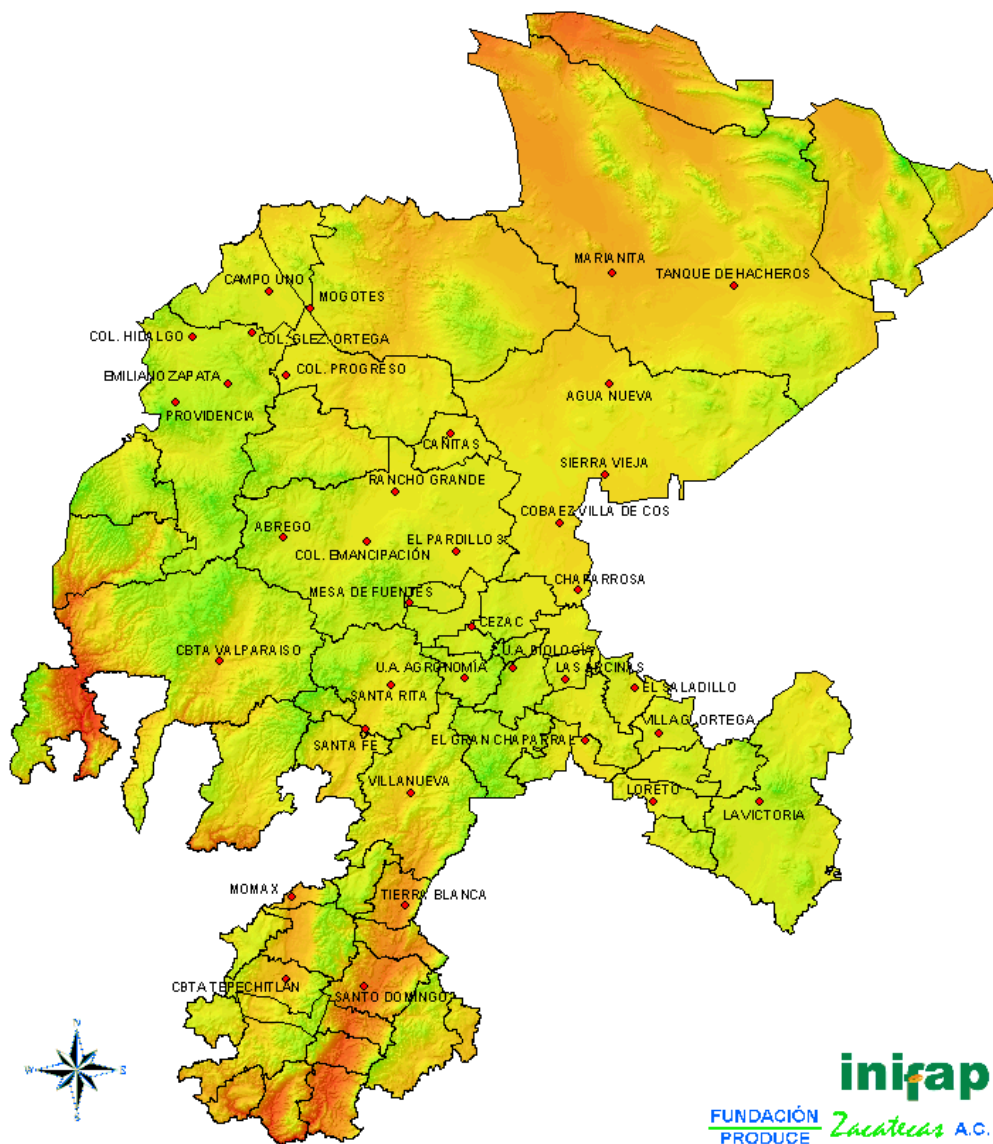 MARIANITA
TANQUE DE HACHEROS
CAMPO UNO
MOGOTES
COL. HIDALGO
COL. GLEZ. ORTEGA
COL. PROGRESO
EMILIANO ZAPATA
AGUA NUEVA
PROVIDENCIA
CAÑITAS
SIERRA VIEJA
RANCHO GRANDE
COBAEZ VILLA DE COS
ABREGO
EL PARDILLO 3
COL. EMANCIPACIÓN
CHAPARROSA
MESA DE FUENTES
CEZAC
U.A. BIOLOGÍA
CBTA VALPARAISO
U.A. AGRONOMÍA
LAS ARCINAS
SANTA RITA
EL SALADILLO
VILLA G. ORTEGA
SANTA FE
EL GRAN CHAPARRAL
VILLANUEVA
LORETO
LA VICTORIA
MOMAX
TIERRA BLANCA
CBTA TEPECHITLÁN
SANTO DOMINGO
N
W
S
inifap
FUNDACIÓN
PRODUCE Zacatecas A.C.